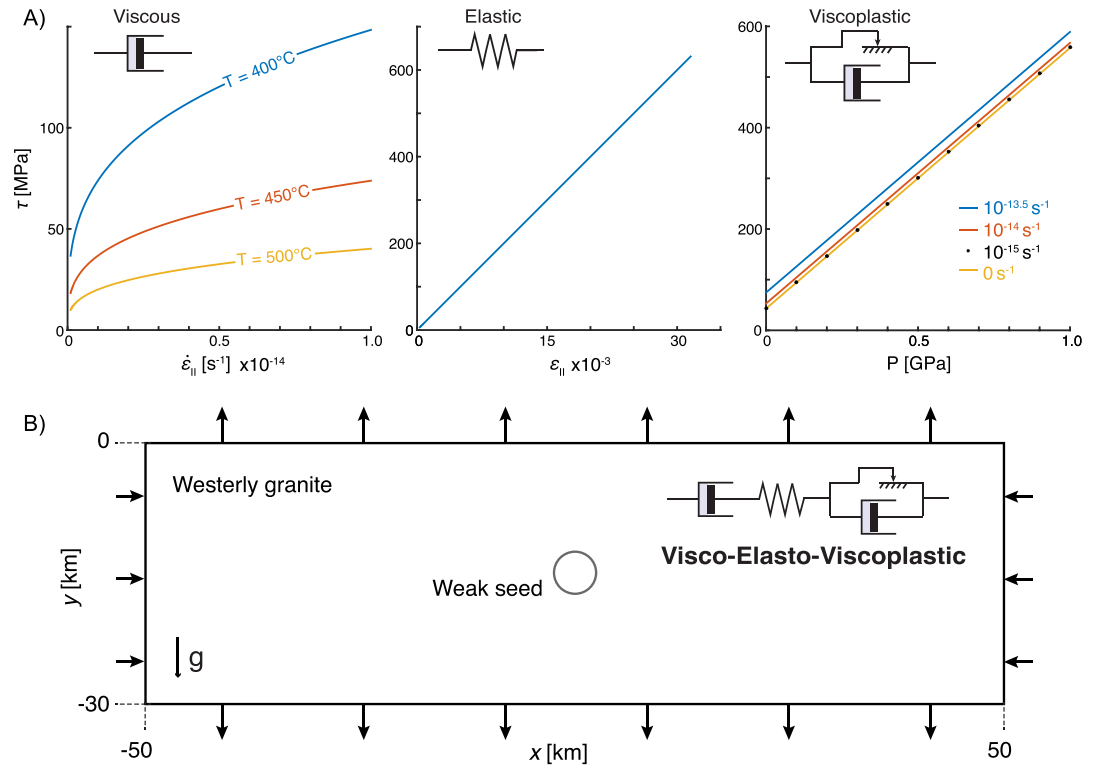 A)
Viscous
Elastic
Viscoplastic
τ [MPa]
100
50
0
T = 400°C
T = 450°C
T = 500°C
0
0.5
1.0
ε̇II [s-1] x10-14
600
400
200
0
0
15
30
εII x10-3
600
400
200
0
10-13.5 s-1
10-14 s-1
10-15 s-1
0 s-1
0
0.5
1.0
P [GPa]
B)
0
Westerly granite
Weak seed
Visco-Elasto-Viscoplastic
y [km]
g
-30
-50
x [km]
50